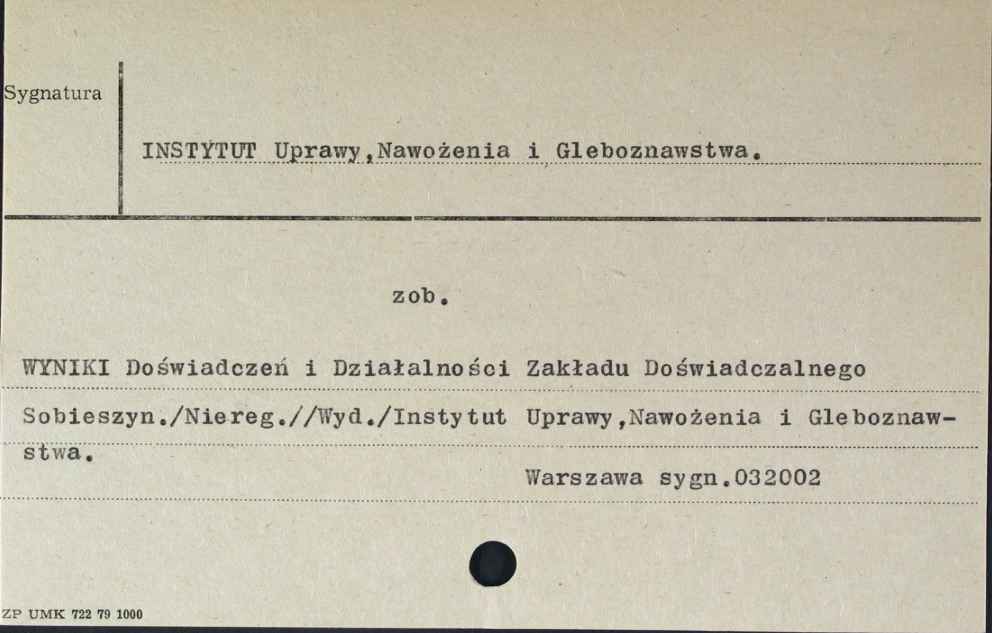 Sygnatura
INSTYTUT Uprawy,Nawożenia i Gleboznawstwa.
zob.
WYNIKI Doświadczeń i Działalności Zakładu Doświadczalnego
Sobieszyn./Niereg.//Wyd./Instytut Uprawy,Nawożenia i Gleboznaw-
stwa.
Warszawa sygn.032002
ZP UMK 722 79 1000